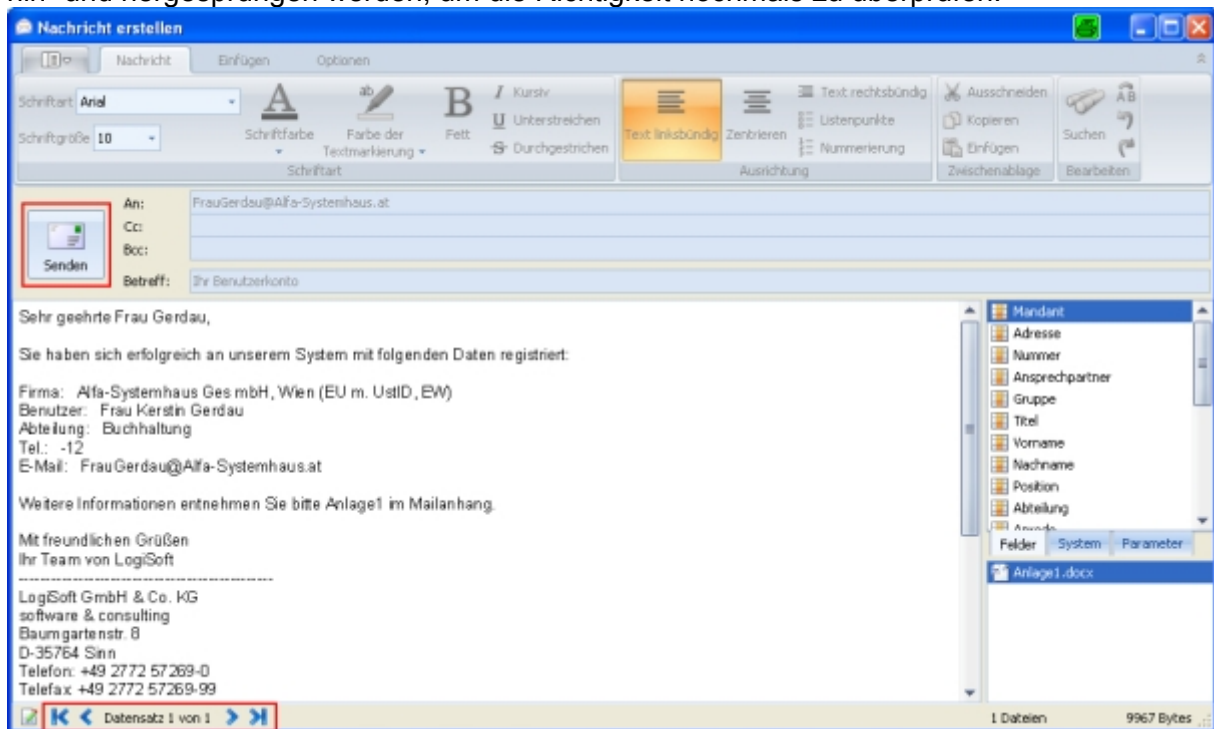 hin- und hergesprungen werden, um die Richtigkeit nochmals zu überprüfen.
Nachricht erstellen
Nachricht Einfügen Optionen
Schriftart Arial
Schriftgröße 10
Schriftfarbe
Farbe der Textmarkierung
B
Fett
I Kursiv
U Unterstreichen
S Durchgestrichen
Schriftart
Text linksbündig
Zentrieren
Text rechtsbündig
Listenpunkte
Nummerierung
Ausrichtung
Ausschneiden
Kopieren
Einfügen
Zwischenablage
Suchen
Bearbeiten
Senden
An: FrauGerdau@Alfa-Systemhaus.at
Cc:
Bcc:
Betreff: Ihr Benutzerkonto
Sehr geehrte Frau Gerdau,
Sie haben sich erfolgreich an unserem System mit folgenden Daten registriert:
Firma: Alfa-Systemhaus Ges mbH, Wien (EU m. UstID, EW)
Benutzer: Frau Kerstin Gerdau
Abteilung: Buchhaltung
Tel.: -12
E-Mail: FrauGerdau@Alfa-Systemhaus.at
Weitere Informationen entnehmen Sie bitte Anlage1 im Mailanhang.
Mit freundlichen Grüßen
Ihr Team von LogiSoft
--------------------------------------------------
LogiSoft GmbH & Co. KG
software & consulting
Baumgartenstr. 8
D-35764 Sinn
Telefon: +49 2772 57269-0
Telefax +49 2772 57269-99
Mandant
Adresse
Nummer
Ansprechpartner
Gruppe
Titel
Vorname
Nachname
Position
Abteilung
Anrede
Felder System Parameter
Anlage1.docx
Datensatz 1 von 1
1 Dateien 9967 Bytes